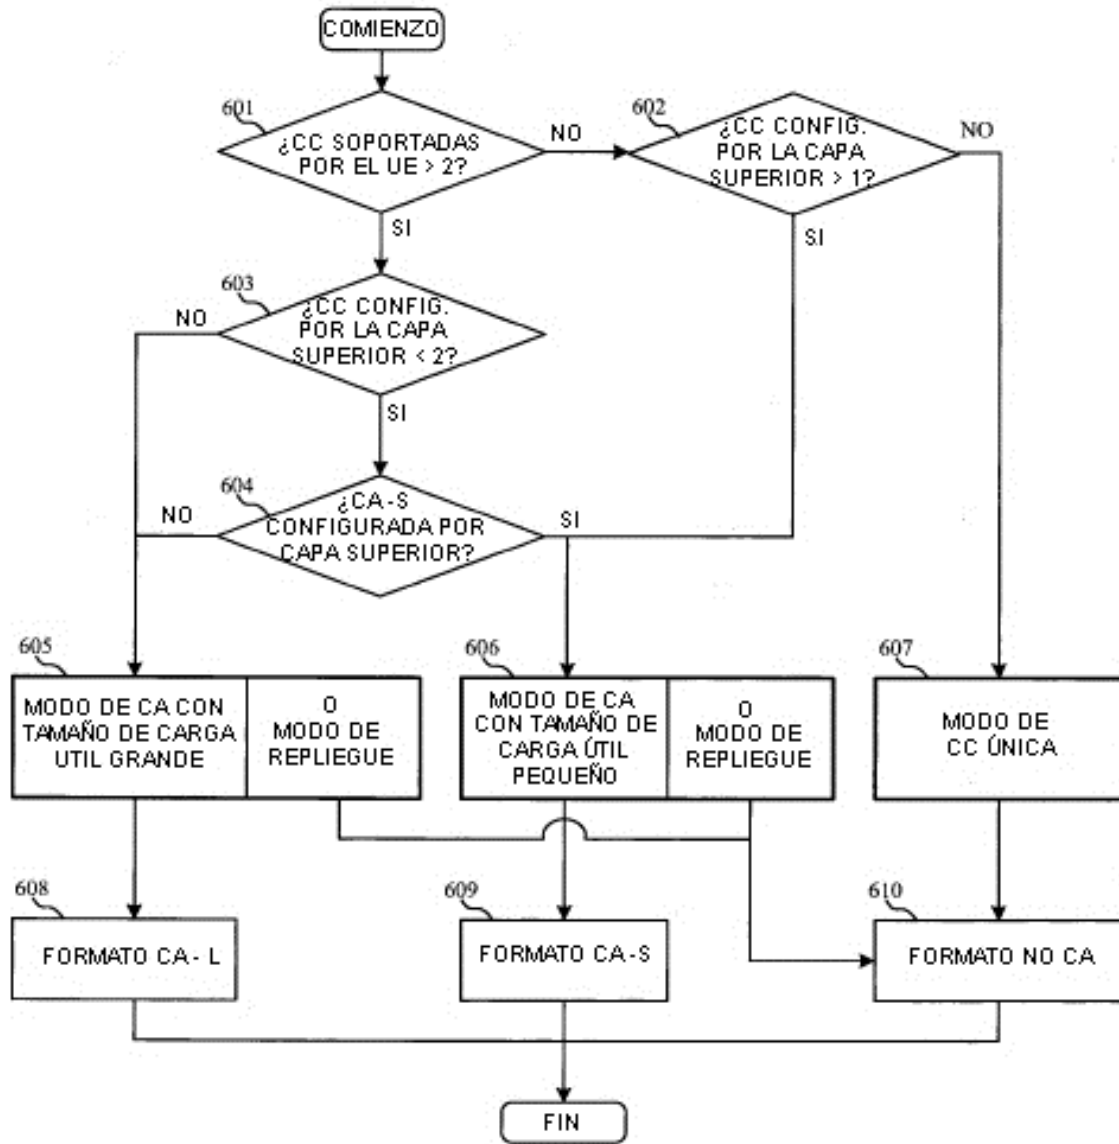 COMIENZO
601
¿CC SOPORTADAS
POR EL UE > 2?
NO
602
¿CC CONFIG.
POR LA CAPA
SUPERIOR > 1?
NO
SI
SI
603
¿CC CONFIG.
POR LA CAPA
SUPERIOR < 2?
NO
SI
604
¿CA-S
CONFIGURADA POR
CAPA SUPERIOR?
NO
SI
605
MODO DE CA CON
TAMAÑO DE CARGA
UTIL GRANDE
O
MODO DE
REPLIEGUE
606
MODO DE CA
CON TAMAÑO DE
CARGA ÚTIL
PEQUEÑO
O
MODO DE
REPLIEGUE
607
MODO DE
CC ÚNICA
608
FORMATO CA- L
609
FORMATO CA-S
610
FORMATO NO CA
FIN